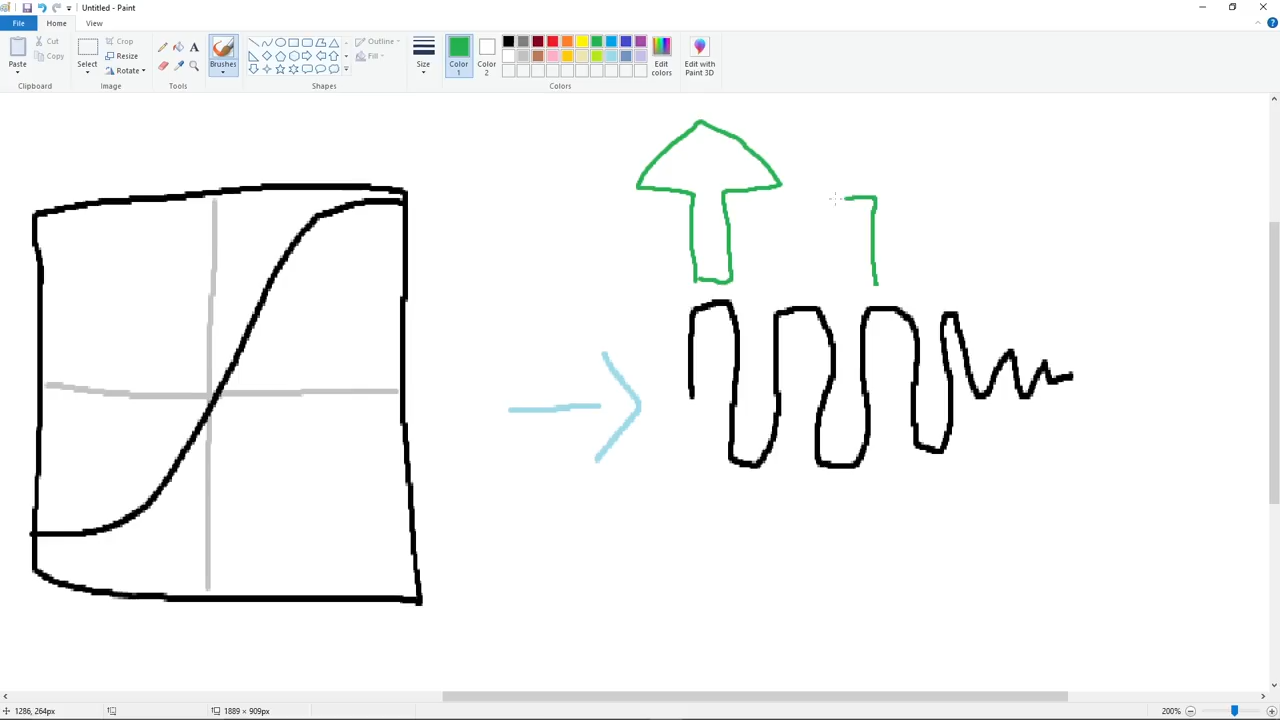 Untitled - Paint
File Home View
Paste
Cut
Copy
Clipboard
Select
Crop
Resize
Rotate
Image
A
Tools
Brushes
Outline
Fill
Shapes
Size
Color
1
Color
2
Edit
colors
Colors
Edit with
Paint 3D
1286, 264px
1889 × 909px
200%